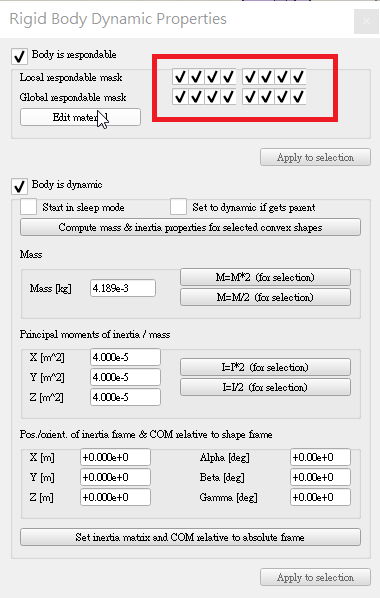 Rigid Body Dynamic Properties
Body is respondable
Local respondable mask
Global respondable mask
Edit
Apply to selection
Body is dynamic
Start in sleep mode Set to dynamic if gets parent
Compute mass & inertia properties for selected convex shapes
Mass
Mass [kg] 4.189e-3 M=M*2 (for selection)
M=M/2 (for selection)
Principal moments of inertia / mass
X [m^2] 4.000e-5
I=I*2 (for selection)
Y [m^2] 4.000e-5
I=I/2 (for selection)
Z [m^2] 4.000e-5
Pos./orient. of inertia frame & COM relative to shape frame
X [m] +0.000e+0 Alpha [deg] +0.00e+0
Y [m] +0.000e+0 Beta [deg] +0.00e+0
Z [m] +0.000e+0 Gamma [deg] +0.00e+0
Set inertia matrix and COM relative to absolute frame
Apply to selection